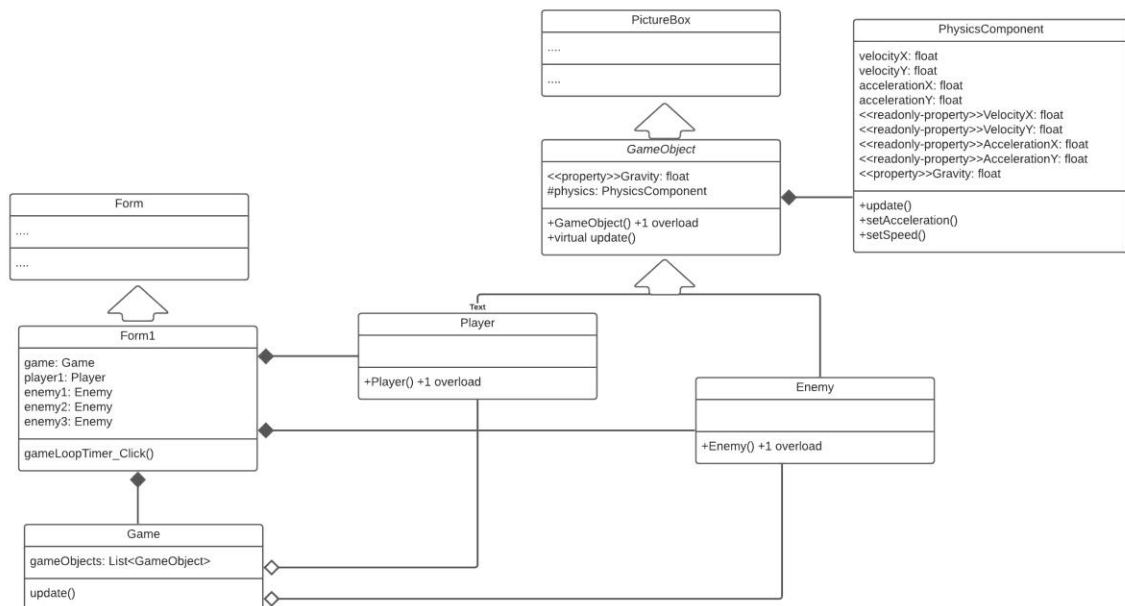 PictureBox
....
....
PhysicsComponent
velocityX: float
velocityY: float
accelerationX: float
accelerationY: float
<<readonly-property>>VelocityX: float
<<readonly-property>>VelocityY: float
<<readonly-property>>AccelerationX: float
<<readonly-property>>AccelerationY: float
<<property>>Gravity: float
+update()
+setAcceleration()
+setSpeed()
GameObject
<<property>>Gravity: float
#physics: PhysicsComponent
+GameObject() +1 overload
+virtual update()
Form
....
....
Form1
game: Game
player1: Player
enemy1: Enemy
enemy2: Enemy
enemy3: Enemy
gameLoopTimer_Click()
Text
Player
+Player() +1 overload
Enemy
+Enemy() +1 overload
Game
gameObjects: List<GameObject>
update()